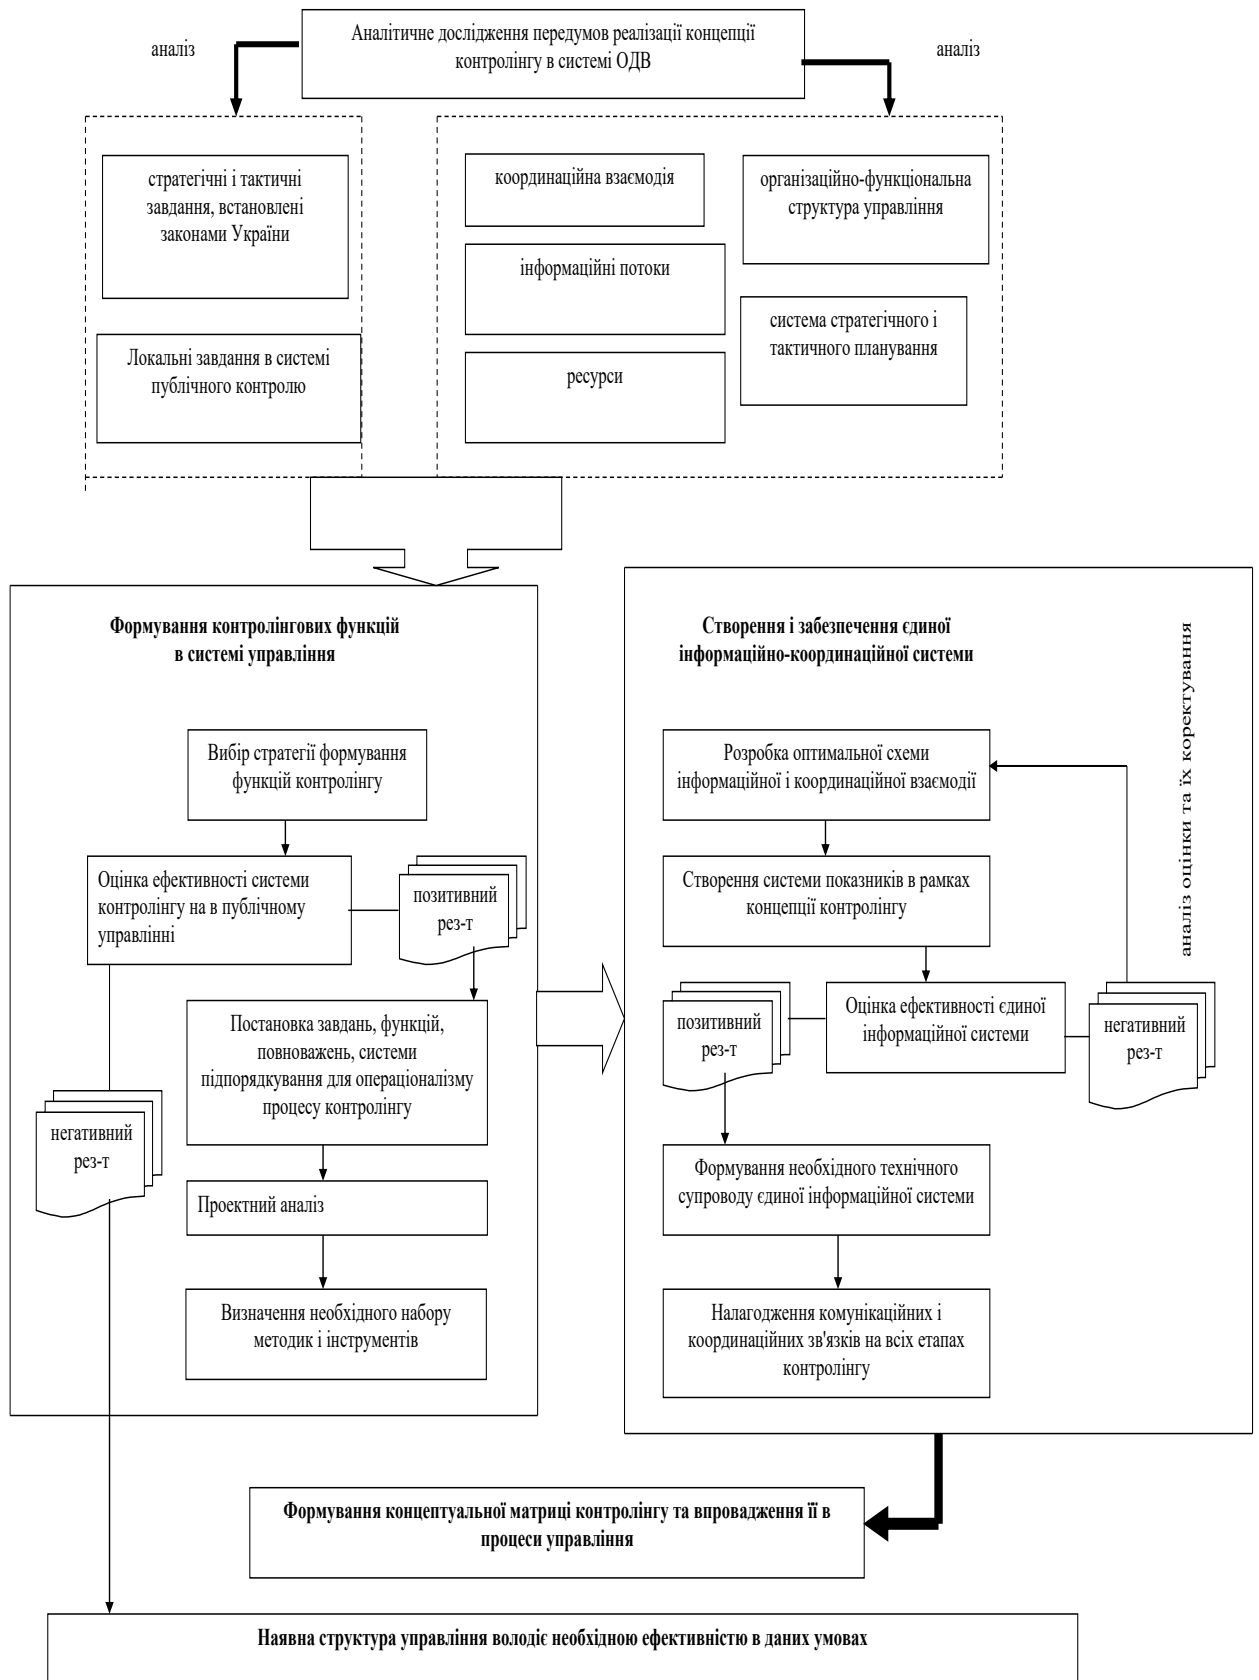 аналіз
Аналітичне дослідження передумов реалізації концепції
контролінгу в системі ОДВ
аналіз
стратегічні і тактичні
завдання, встановлені
законами України
Локальні завдання в системі
публічного контролю
координаційна взаємодія
інформаційні потоки
ресурси
організаційно-функціональна
структура управління
система стратегічного і
тактичного планування
Формування контролінгових функцій
в системі управління
Вибір стратегії формування
функцій контролінгу
Оцінка ефективності системи
контролінгу на в публічному
управлінні
позитивний
рез-т
Постановка завдань, функцій,
повноважень, системи
підпорядкування для операціоналізму
процесу контролінгу
негативний
рез-т
Проектний аналіз
Визначення необхідного набору
методик і інструментів
Створення і забезпечення єдиної
інформаційно-координаційної системи
Розробка оптимальної схеми
інформаційної і координаційної взаємодії
Створення системи показників в рамках
концепції контролінгу
Оцінка ефективності єдиної
інформаційної системи
позитивний
рез-т
негативний
рез-т
аналіз оцінки та їх коректування
Формування необхідного технічного
супроводу єдиної інформаційної системи
Налагодження комунікаційних і
координаційних зв'язків на всіх етапах
контролінгу
Формування концептуальної матриці контролінгу та впровадження її в
процеси управління
Наявна структура управління володіє необхідною ефективністю в даних умовах